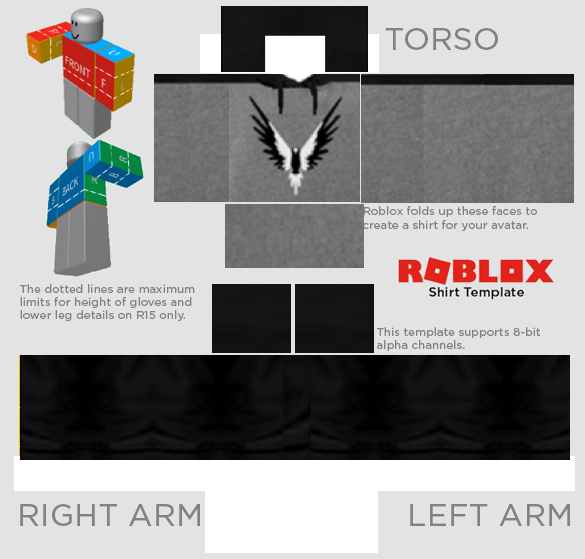 TORSO
FRONT
F
L
U
D
R
BACK
U
R
B
R
B
Roblox folds up these faces to
create a shirt for your avatar.
ROBLOX
Shirt Template
The dotted lines are maximum
limits for height of gloves and
lower leg details on R15 only.
This template supports 8-bit
alpha channels.
RIGHT ARM
LEFT ARM